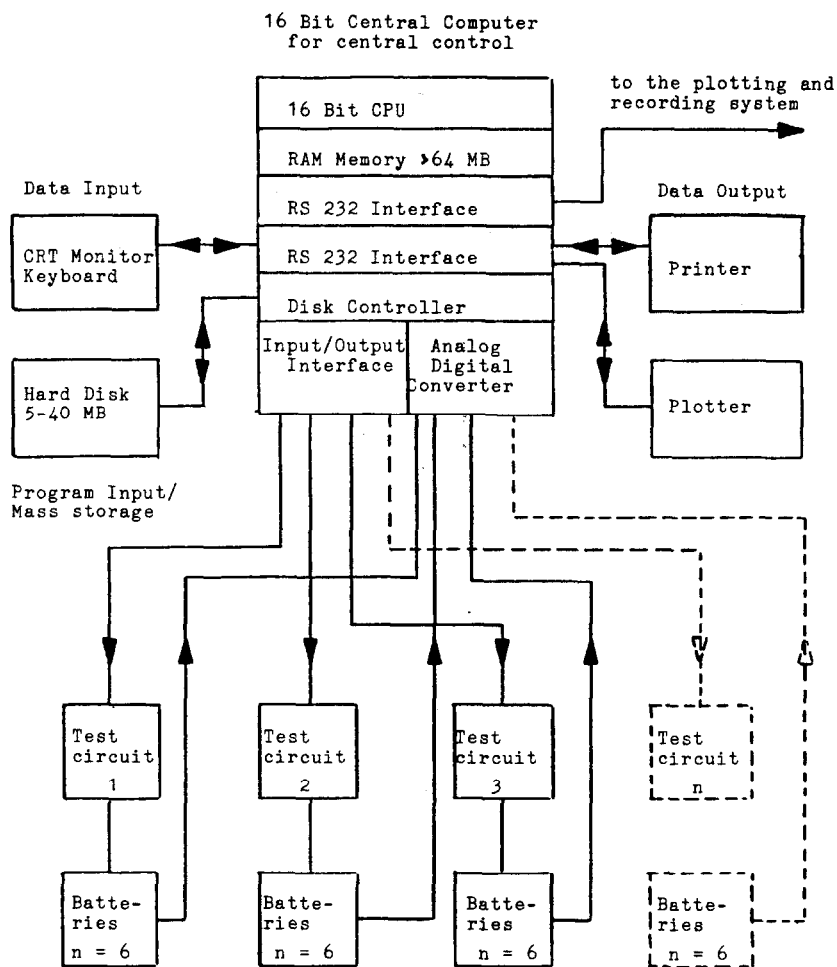 16 Bit Central Computer
for central control
to the plotting and
recording system
16 Bit CPU
RAM Memory >64 MB
Data Input
RS 232 Interface
Data Output
CRT Monitor
Keyboard
RS 232 Interface
Printer
Disk Controller
Hard Disk
5-40 MB
Input/Output
Interface
Analog
Digital
Converter
Plotter
Program Input/
Mass storage
Test
circuit
1
Test
circuit
2
Test
circuit
3
Test
circuit
n
Batte-
ries
n = 6
Batte-
ries
n = 6
Batte-
ries
n = 6
Batte-
ries
n = 6